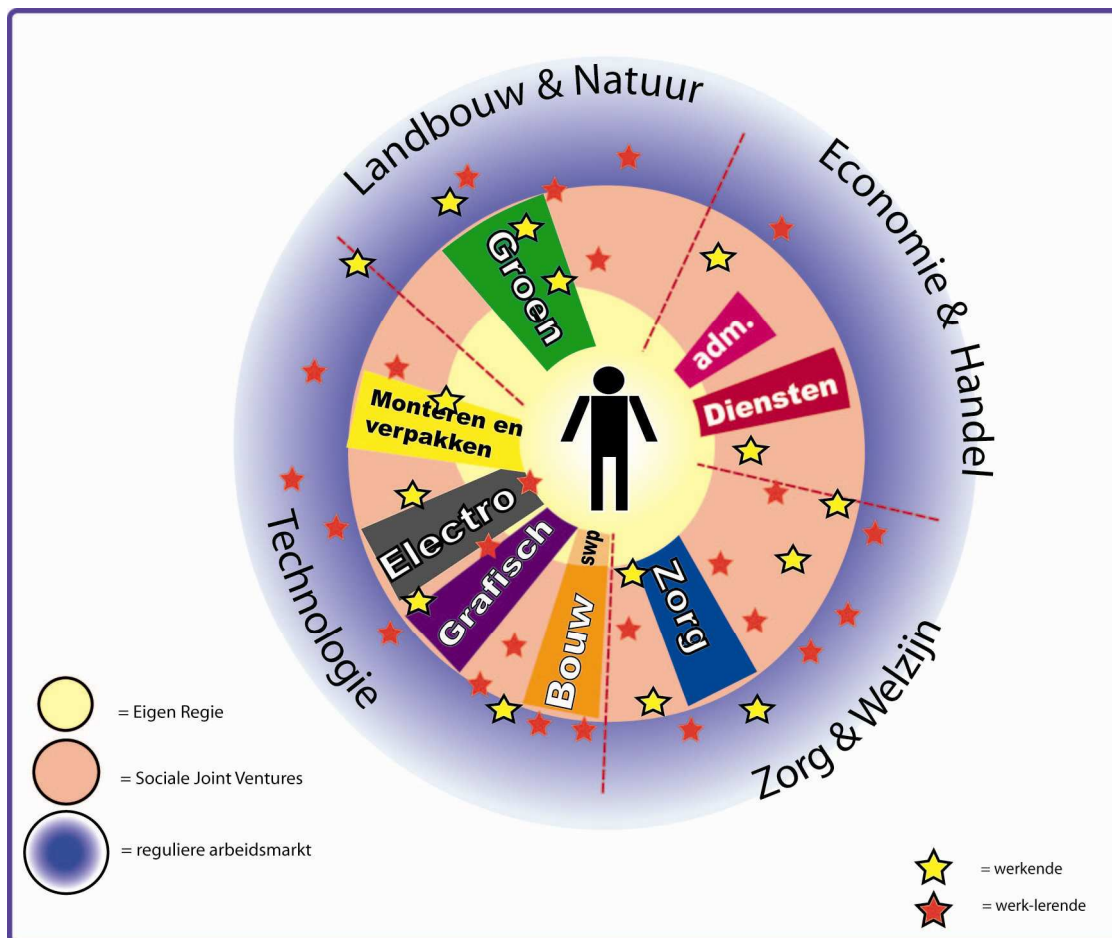 Landbouw & Natuur
Economie & Handel
Groen
adm.
Diensten
Monteren en
verpakken
Electro
Grafisch
swp
Bouw
Zorg
Technologie
Zorg & Welzijn
= Eigen Regie
= Sociale Joint Ventures
= reguliere arbeidsmarkt
= werkende
= werk-lerende